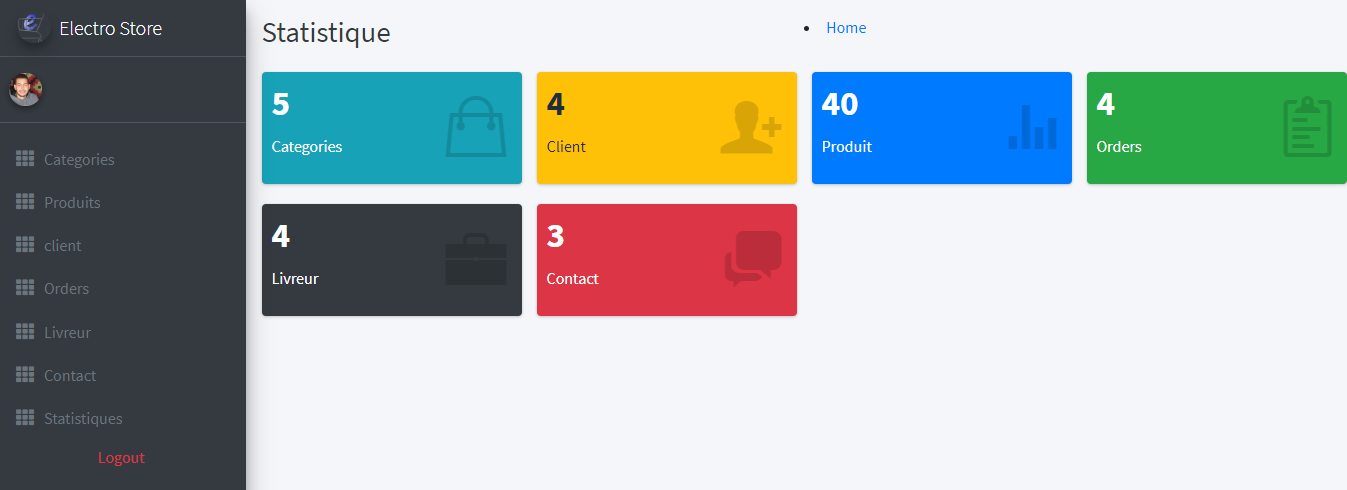 Electro Store
Categories
Produits
client
Orders
Livreur
Contact
Statistiques
Logout
Statistique
Home
5
Categories
4
Client
40
Produit
4
Orders
4
Livreur
3
Contact